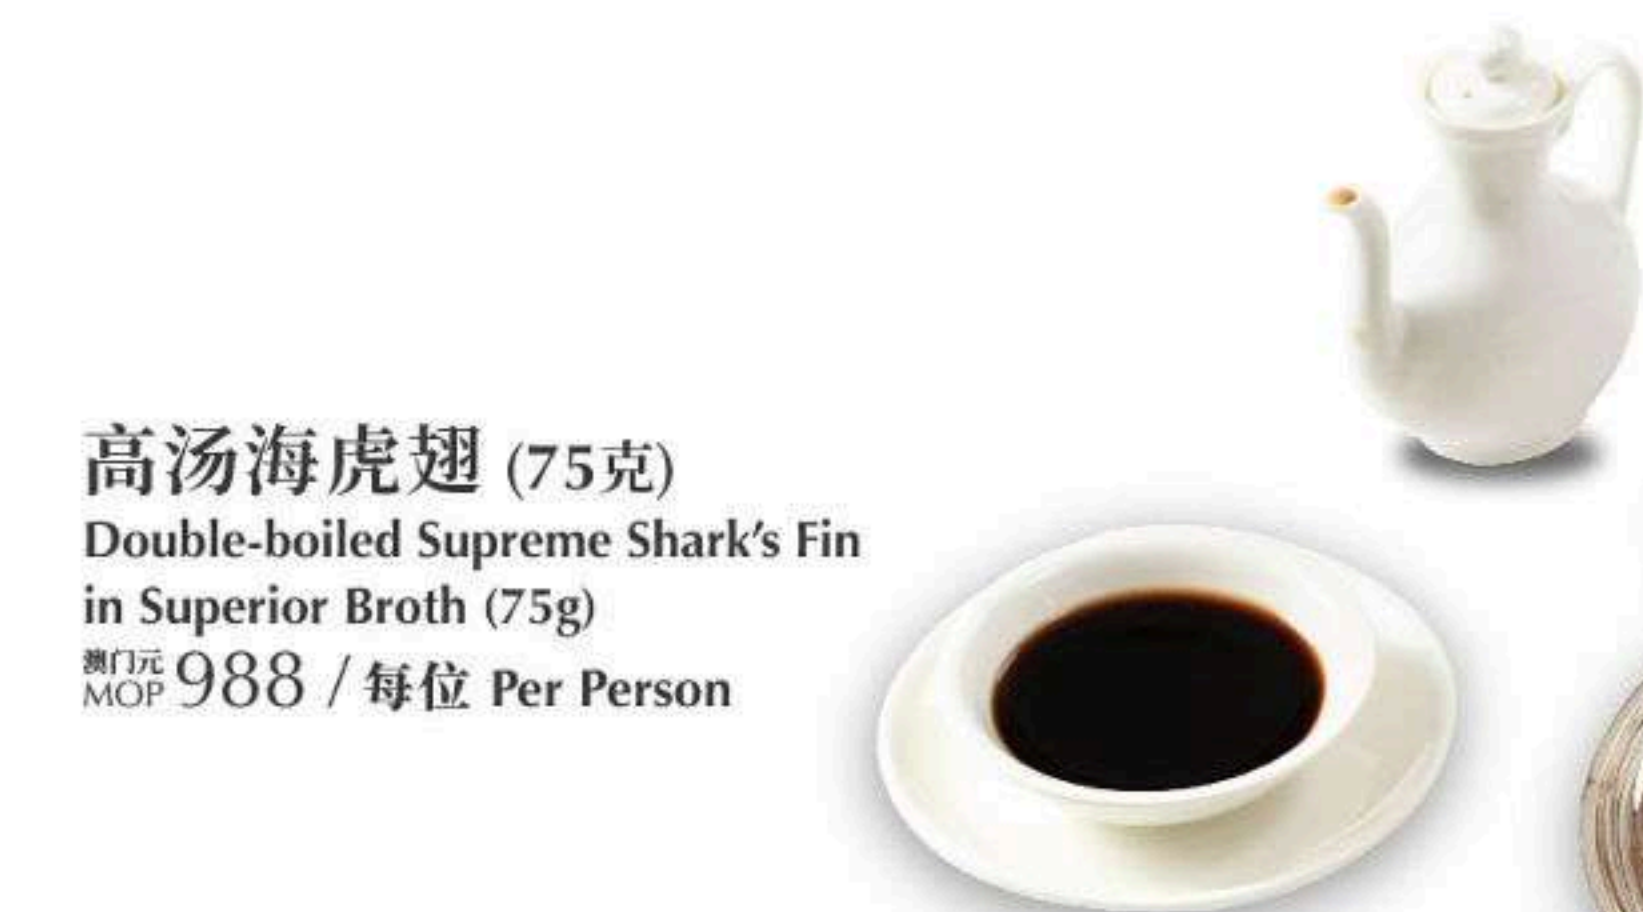 高汤海虎翅 (75克)
Double-boiled Supreme Shark's Fin
in Superior Broth (75g)
澳门元
MOP 988 / 每位 Per Person